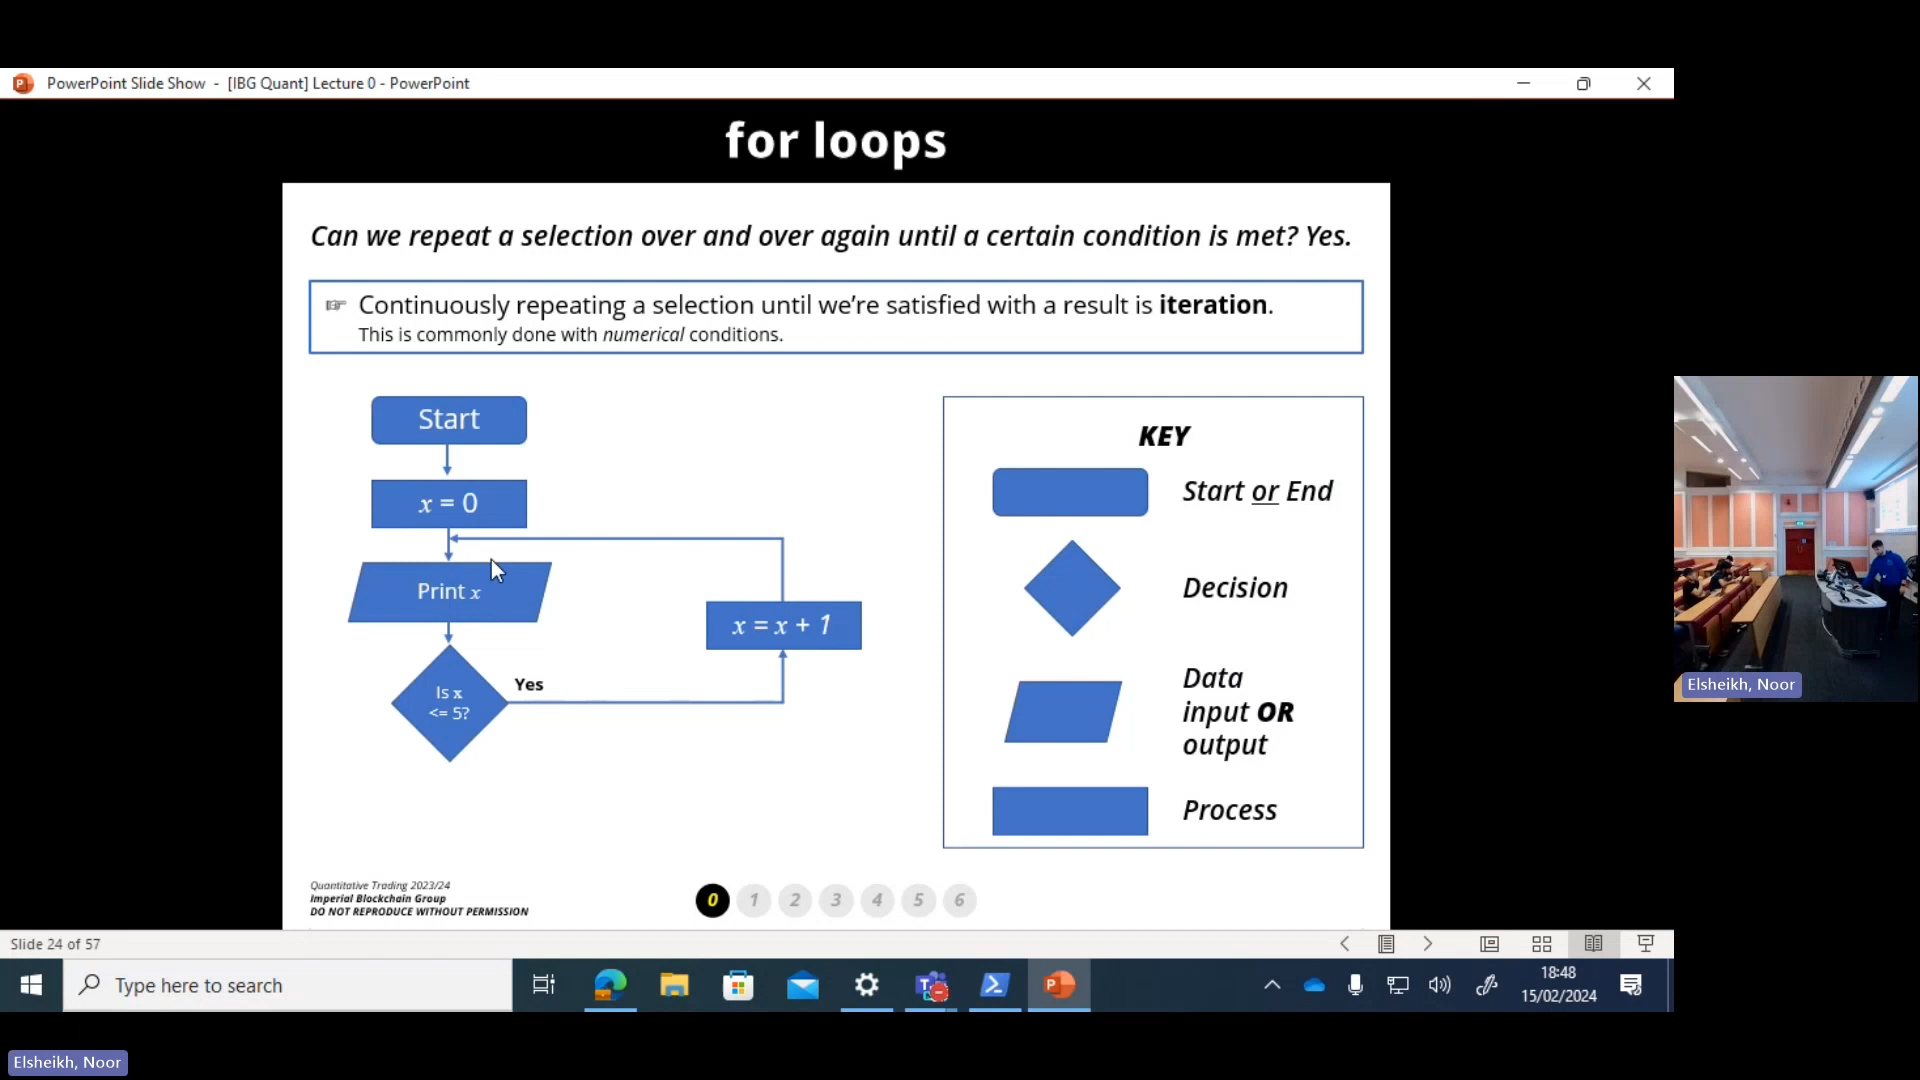 PowerPoint Slide Show - [IBG Quant] Lecture 0 - PowerPoint
for loops
Can we repeat a selection over and over again until a certain condition is met? Yes.
Continuously repeating a selection until we're satisfied with a result is iteration.
This is commonly done with numerical conditions.
Start
x = 0
Print x
Is x
<= 5?
Yes
x = x + 1
KEY
Start or End
Decision
Data
input OR
output
Process
Quantitative Trading 2023/24
Imperial Blockchain Group
DO NOT REPRODUCE WITHOUT PERMISSION
0 1 2 3 4 5 6
Slide 24 of 57
Type here to search
18:48
15/02/2024
Elsheikh, Noor
Elsheikh, Noor